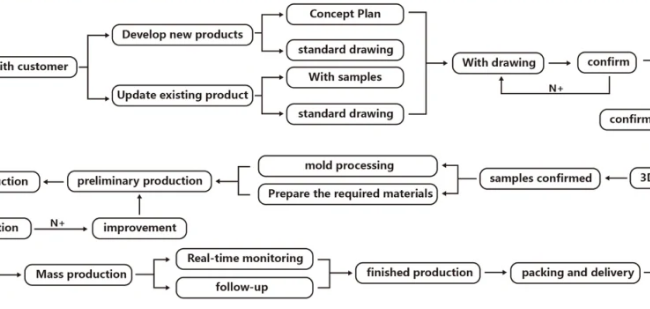 Concept Plan
Develop new products
standard drawing
ith customer
With drawing
confirm
With samples
Update existing product
N+
standard drawing
confirm
mold processing
uction
preliminary production
samples confirmed
3D
Prepare the required materials
tion
N+
improvement
Real-time monitoring
Mass production
finished production
packing and delivery
follow-up